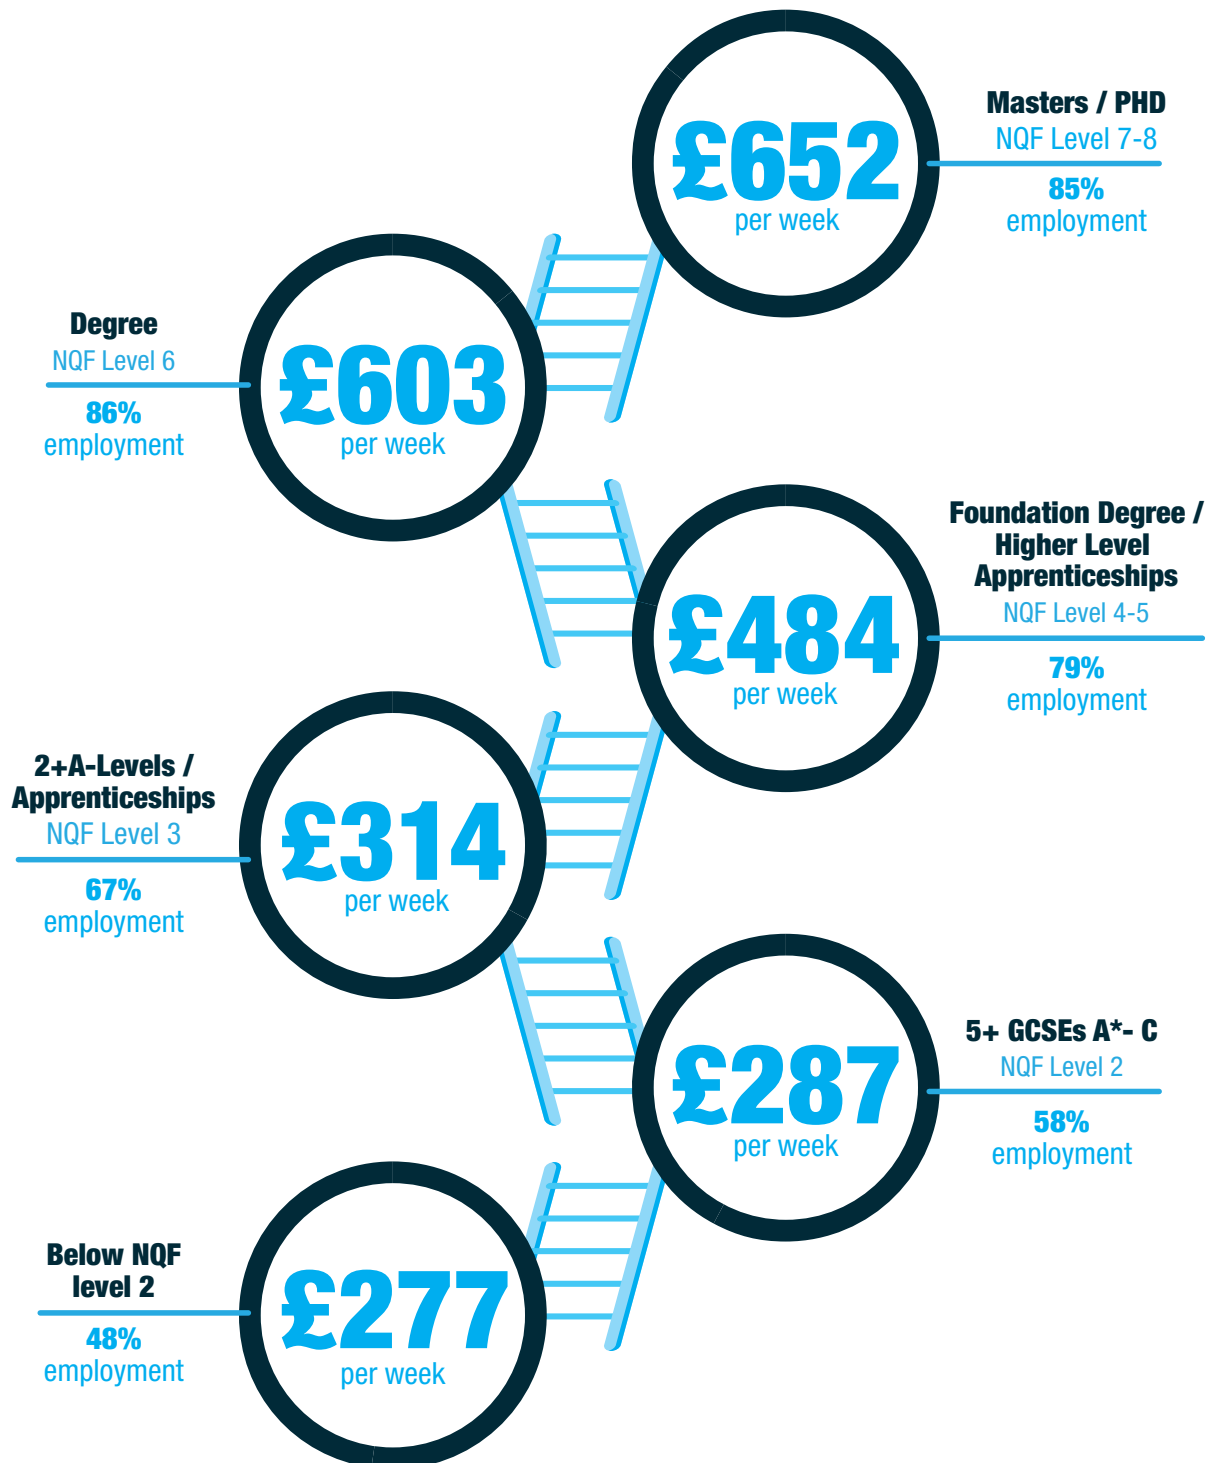 £652
per week
Masters / PHD
NQF Level 7-8
85%
employment
Degree
NQF Level 6
86%
employment
£603
per week
Foundation Degree /
Higher Level
Apprenticeships
NQF Level 4-5
79%
employment
£484
per week
2+A-Levels /
Apprenticeships
NQF Level 3
67%
employment
£314
per week
5+ GCSEs A*- C
NQF Level 2
58%
employment
£287
per week
Below NQF
level 2
48%
employment
£277
per week